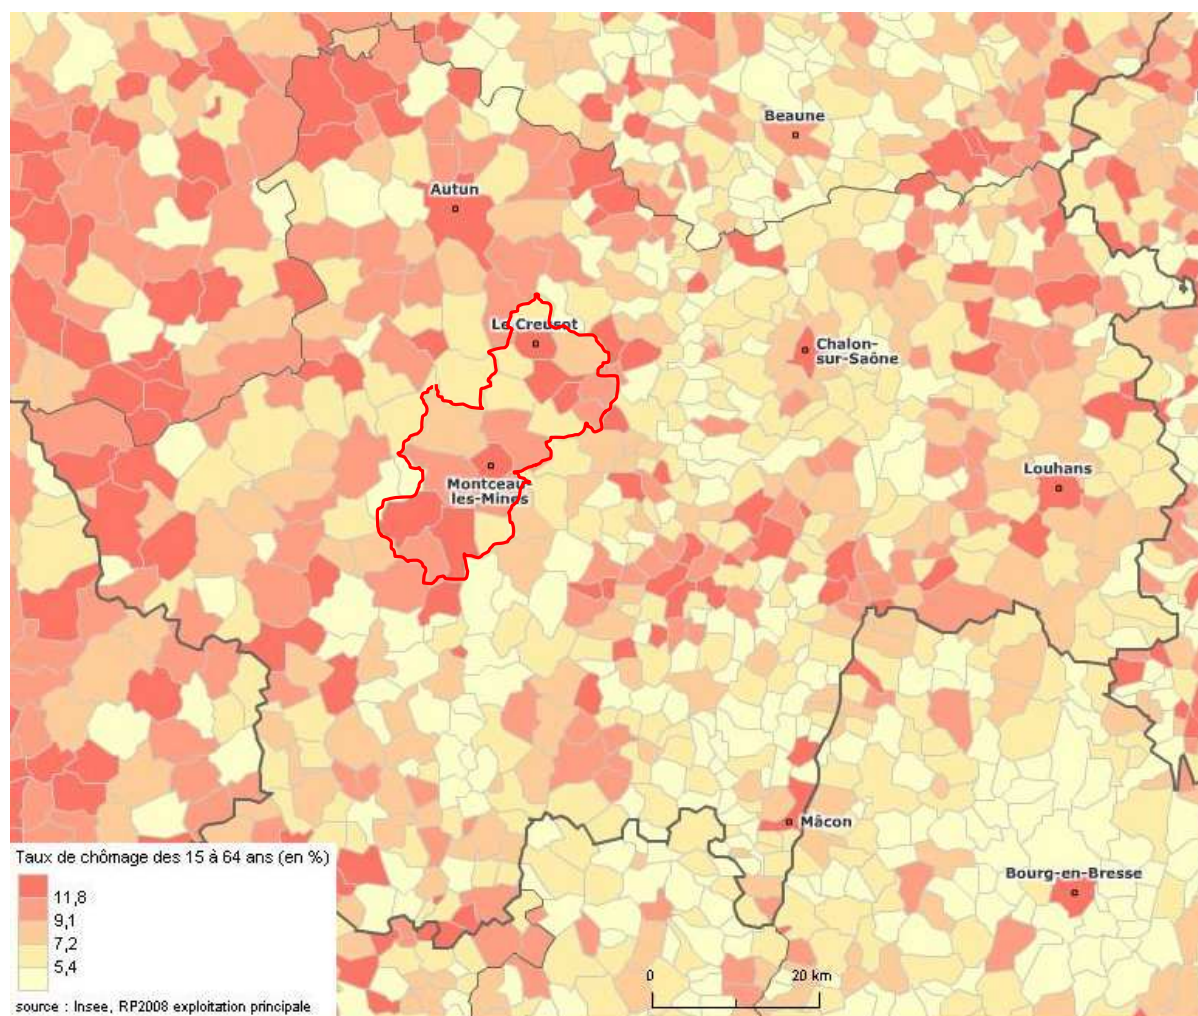 Beaune
Autun
Le Creusot
Chalon-
sur-Saône
Montceau
les-Mines
Louhans
Mâcon
Bourg-en-Bresse
Taux de chômage des 15 à 64 ans (en %)
11,8
9,1
7,2
5,4
source : Insee, RP2008 exploitation principale
0 20 km